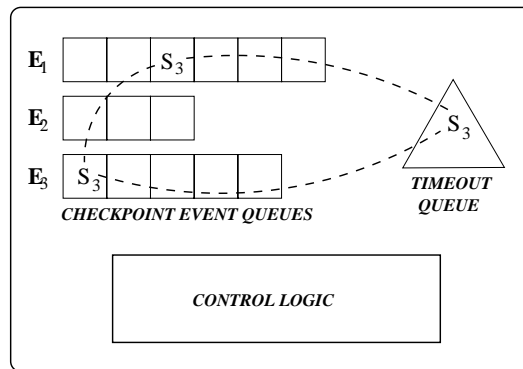 E1 S3
E2 S3
E3 S3
TIMEOUT
CHECKPOINT EVENT QUEUES QUEUE
CONTROL LOGIC